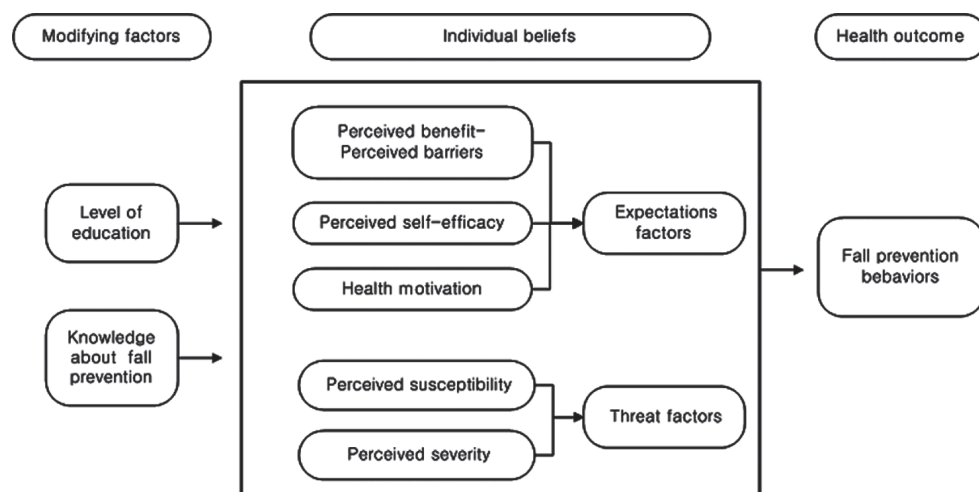 Modifying factors
Individual beliefs
Health outcome
Perceived benefit-
Perceived barriers
Level of
education
Perceived self-efficacy
Expectations
factors
Health motivation
Fall prevention
bebaviors
Knowledge
about fall
prevention
Perceived susceptibility
Threat factors
Perceived severity